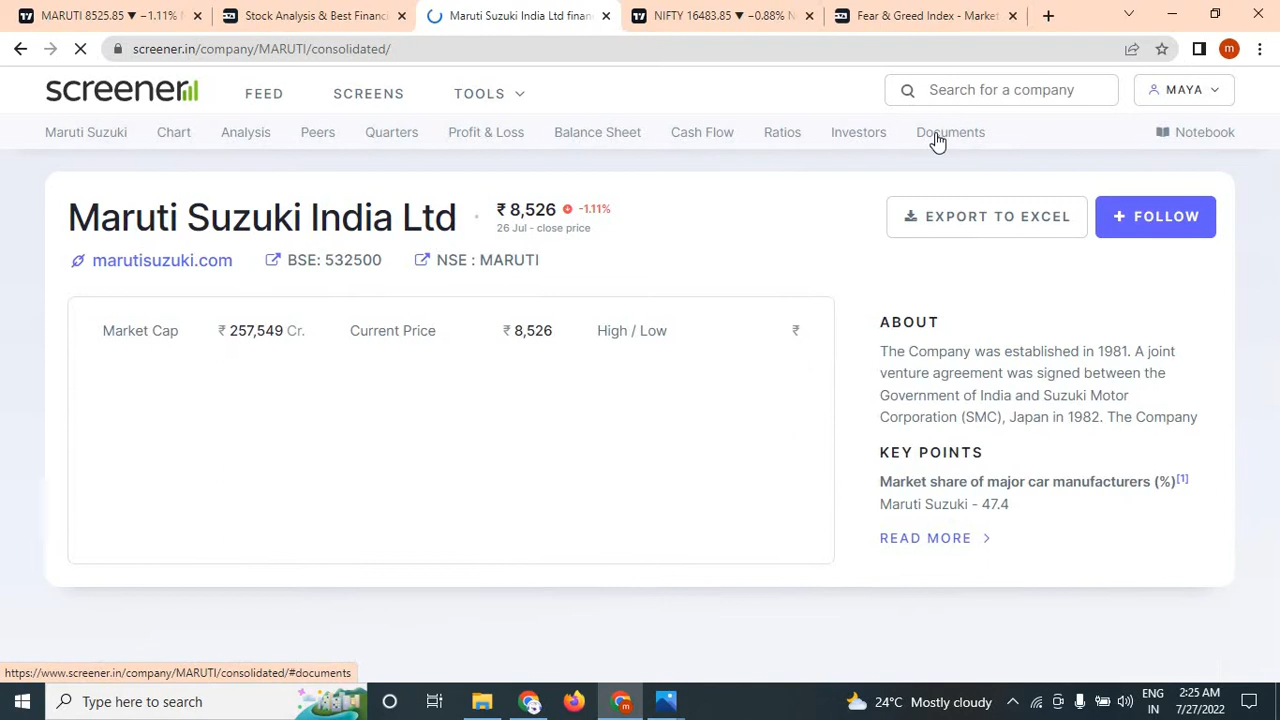 MARUTI 8525.85 ▼ −1.11%
Stock Analysis & Best Financi
Maruti Suzuki India Ltd finan
NIFTY 16483.85 ▼ −0.88% N
Fear & Greed Index - Market
screener.in/company/MARUTI/consolidated/
m
screener
FEED
SCREENS
TOOLS
Search for a company
MAYA
Maruti Suzuki
Chart
Analysis
Peers
Quarters
Profit & Loss
Balance Sheet
Cash Flow
Ratios
Investors
Documents
Notebook
Maruti Suzuki India Ltd
₹ 8,526 -1.11%
26 Jul - close price
EXPORT TO EXCEL
+ FOLLOW
marutisuzuki.com
BSE: 532500
NSE : MARUTI
Market Cap ₹ 257,549 Cr.
Current Price ₹ 8,526
High / Low ₹
ABOUT
The Company was established in 1981. A joint
venture agreement was signed between the
Government of India and Suzuki Motor
Corporation (SMC), Japan in 1982. The Company
KEY POINTS
Market share of major car manufacturers (%)[1]
Maruti Suzuki - 47.4
READ MORE
https://www.screener.in/company/MARUTI/consolidated/#documents
Type here to search
24°C Mostly cloudy
ENG
IN
2:25 AM
7/27/2022